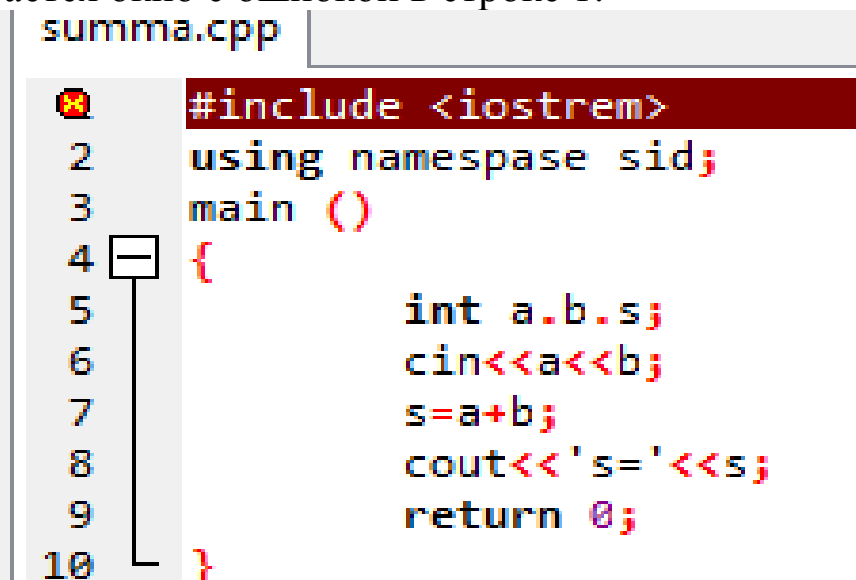 summa.cpp
#include <iostrem>
2 using namespase sid;
3 main ()
4 {
5 int a.b.s;
6 cin<<a<<b;
7 s=a+b;
8 cout<<'s='<<s;
9 return 0;
10 }